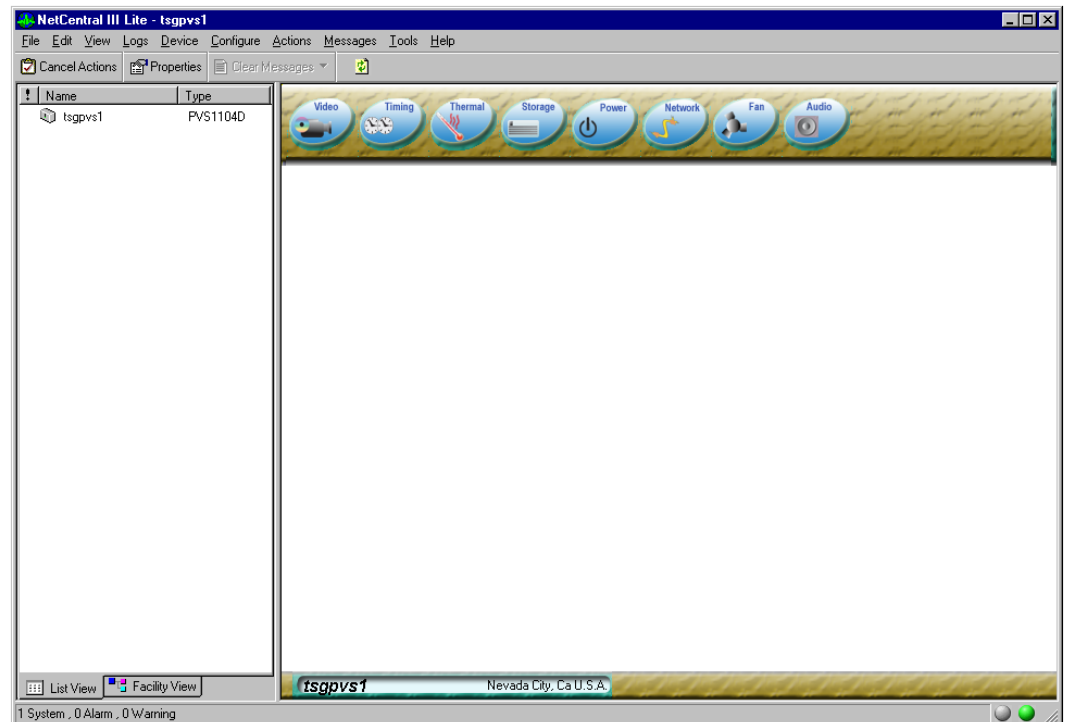 NetCentral III Lite - tsgpvs1
File Edit View Logs Device Configure Actions Messages Tools Help
Cancel Actions Properties Clear Messages
! Name Type
tsgpvs1 PVS1104D
Video Timing Thermal Storage Power Network Fan Audio
List View Facility View
tsgpvs1 Nevada City, Ca U.S.A.
1 System , 0 Alarm , 0 Warning